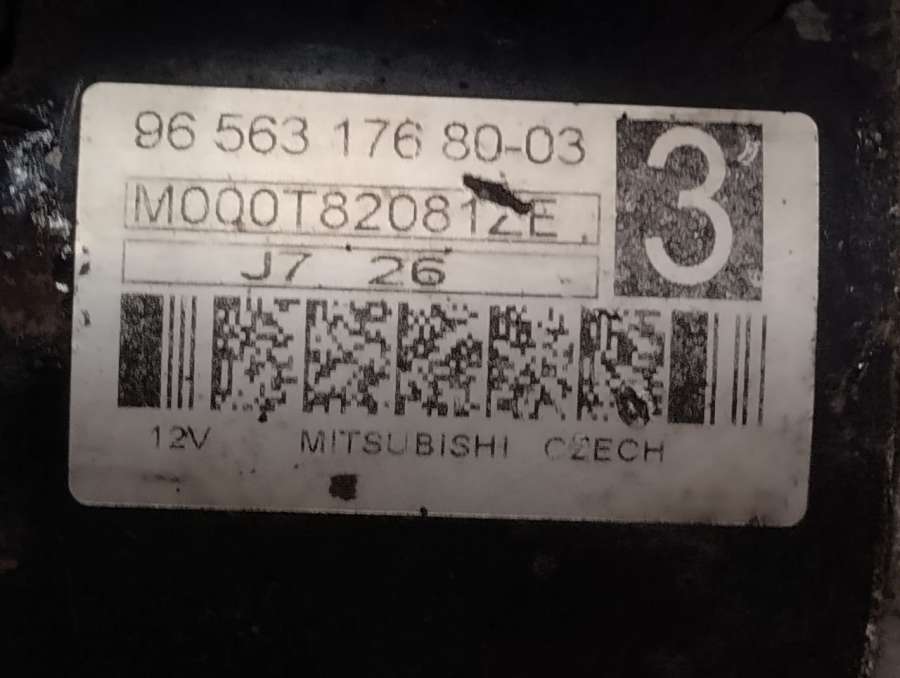 96 563 176 80-03
3
M000T82081ZE
J7 26
12V MITSUBISHI CZECH